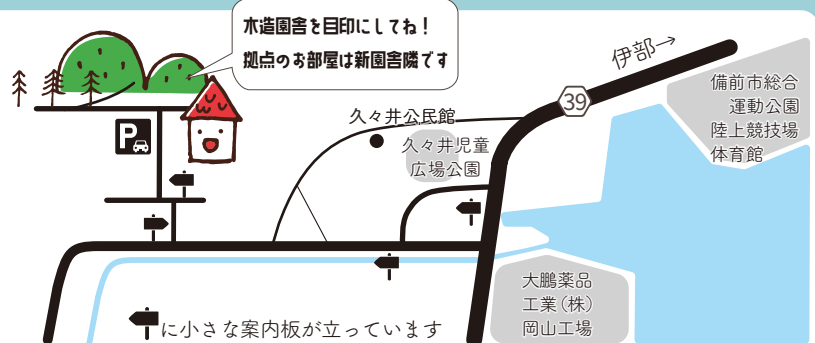 木造園舎を目印にしてね！
拠点のお部屋は新園舎隣です
伊部→
39
備前市総合
運動公園
陸上競技場
体育館
久々井公民館
久々井児童
広場公園
P
大鵬薬品
工業（株）
岡山工場
に小さな案内板が立っています